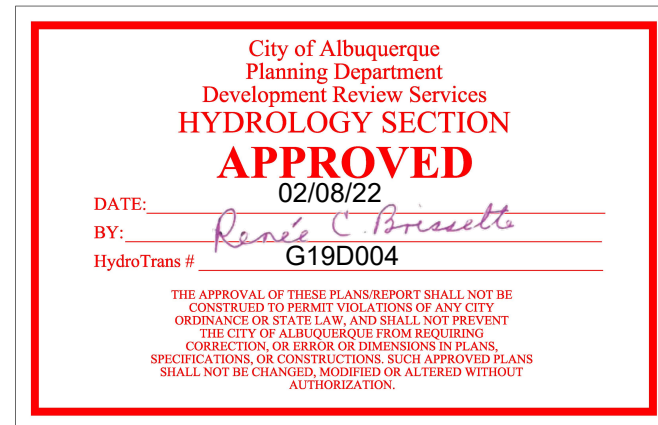 City of Albuquerque
Planning Department
Development Review Services
HYDROLOGY SECTION
APPROVED
DATE: 02/08/22
BY: Renée C. Brissette
HydroTrans # G19D004
THE APPROVAL OF THESE PLANS/REPORT SHALL NOT BE
CONSTRUED TO PERMIT VIOLATIONS OF ANY CITY
ORDINANCE OR STATE LAW, AND SHALL NOT PREVENT
THE CITY OF ALBUQUERQUE FROM REQUIRING
CORRECTION, OR ERROR OR DIMENSIONS IN PLANS,
SPECIFICATIONS, OR CONSTRUCTIONS. SUCH APPROVED PLANS
SHALL NOT BE CHANGED, MODIFIED OR ALTERED WITHOUT
AUTHORIZATION.